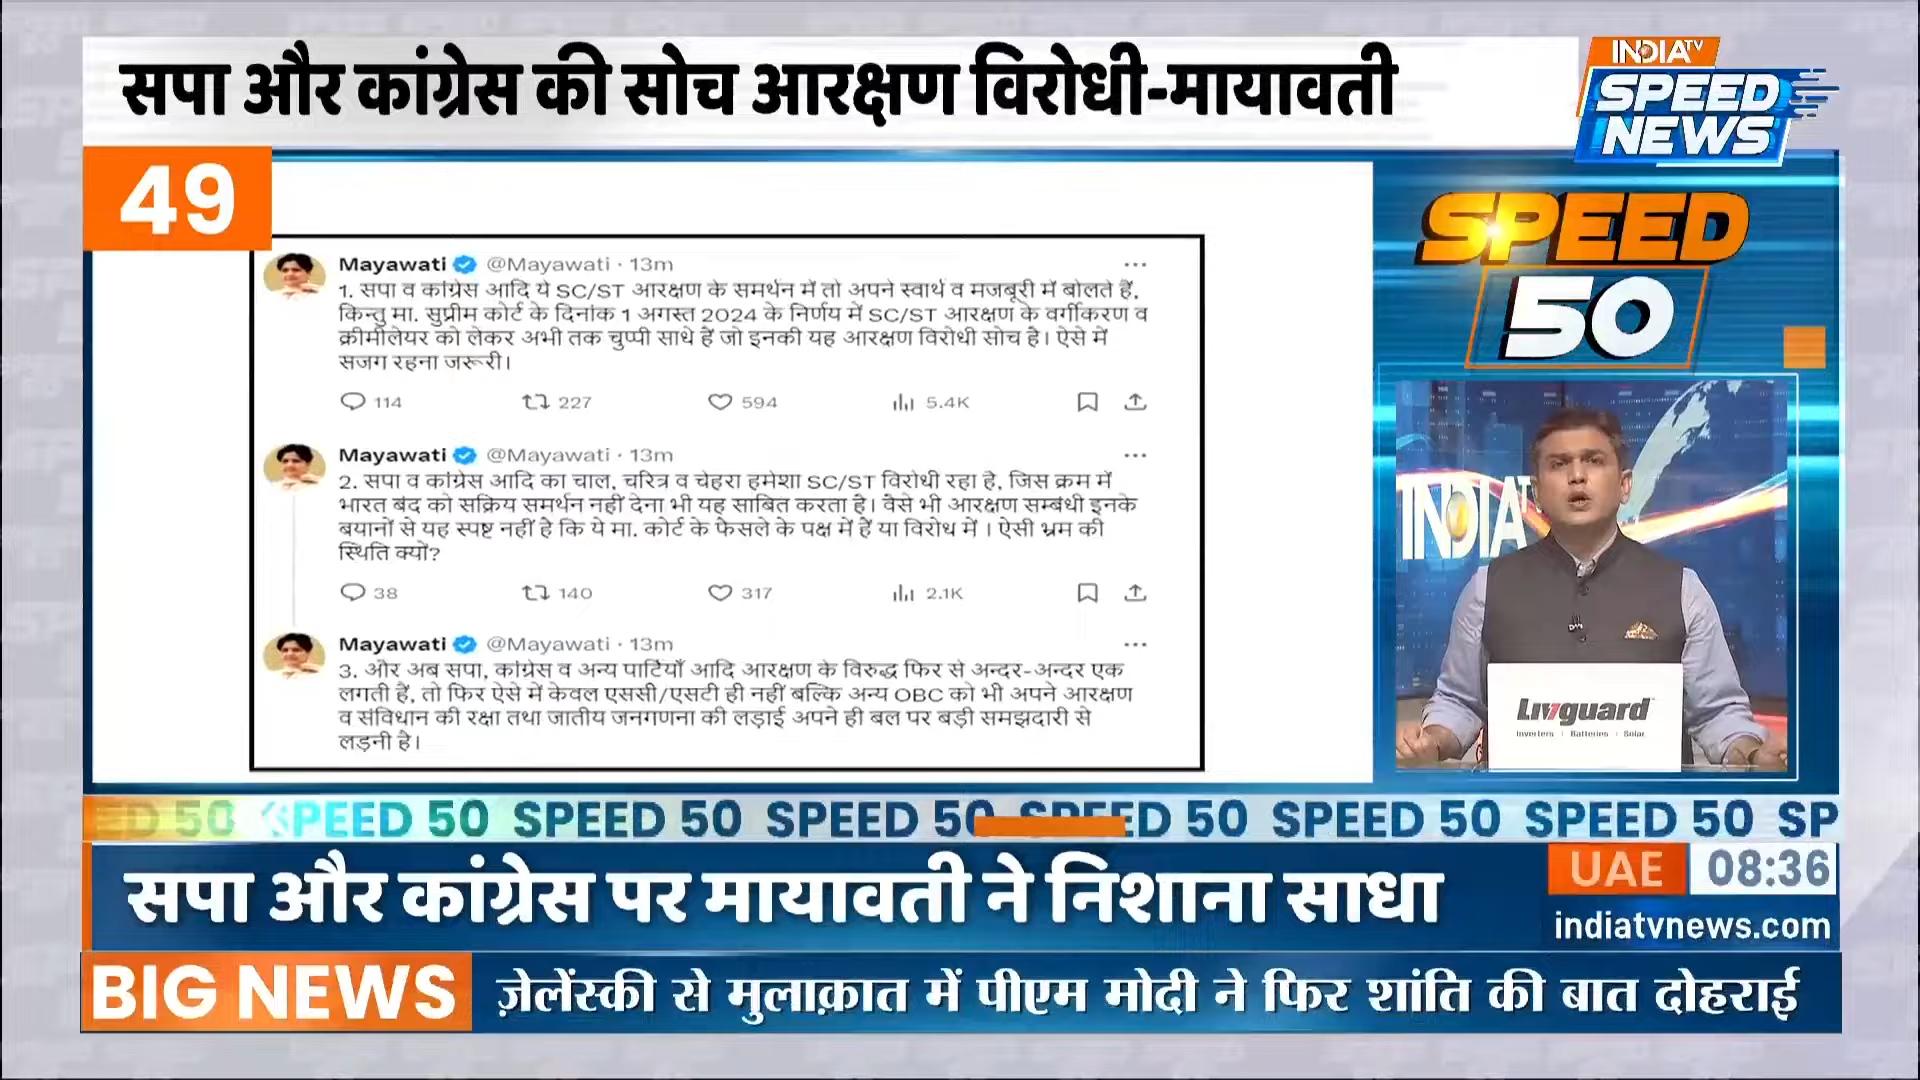 सपा और कांग्रेस की सोच आरक्षण विरोधी-मायावती
INDIA TV
SPEED
NEWS
49
SPEED
50
Mayawati @Mayawati · 13m
1. सपा व कांग्रेस आदि ये SC/ST आरक्षण के समर्थन में तो अपने स्वार्थ व मजबूरी में बोलते हैं,
किन्तु मा. सुप्रीम कोर्ट के दिनांक 1 अगस्त 2024 के निर्णय में SC/ST आरक्षण के वर्गीकरण व
क्रीमीलेयर को लेकर अभी तक चुप्पी साधे हैं जो इनकी यह आरक्षण विरोधी सोच है। ऐसे में
सजग रहना जरूरी।
114 227 594 5.4K
Mayawati @Mayawati · 13m
2. सपा व कांग्रेस आदि का चाल, चरित्र व चेहरा हमेशा SC/ST विरोधी रहा है, जिस क्रम में
भारत बंद को सक्रिय समर्थन नहीं देना भी यह साबित करता है। वैसे भी आरक्षण सम्बंधी इनके
बयानों से यह स्पष्ट नहीं है कि ये मा. कोर्ट के फैसले के पक्ष में हैं या विरोध में । ऐसी भ्रम की
स्थिति क्यों?
38 140 317 2.1K
Mayawati @Mayawati · 13m
3. और अब सपा, कांग्रेस व अन्य पार्टियाँ आदि आरक्षण के विरुद्ध फिर से अन्दर-अन्दर एक
लगती हैं, तो फिर ऐसे में केवल एससी/एसटी ही नहीं बल्कि अन्य OBC को भी अपने आरक्षण
व संविधान की रक्षा तथा जातीय जनगणना की लड़ाई अपने ही बल पर बड़ी समझदारी से
लड़नी है।
INDIA T
Livguard
Inverters | Batteries | Solar
ED 50 SPEED 50 SPEED 50 SPEED 50 SPEED 50 SPEED 50 SPEED 50 SP
सपा और कांग्रेस पर मायावती ने निशाना साधा
UAE 08:36
indiatvnews.com
BIG NEWS
ज़ेलेंस्की से मुलाक़ात में पीएम मोदी ने फिर शांति की बात दोहराई